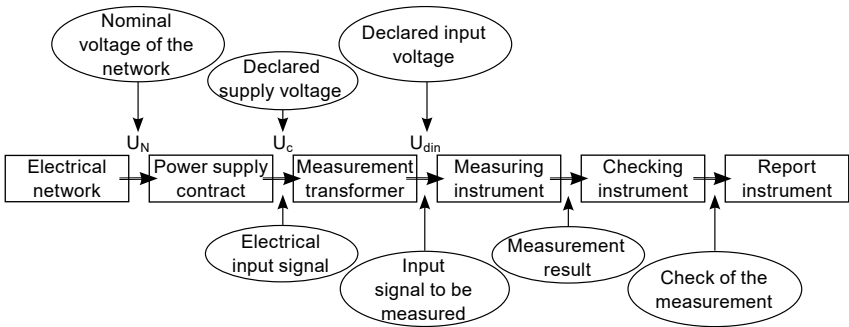 Nominal
voltage of the
network
Declared
supply voltage
Declared input
voltage
U_N
U_c
U_din
Electrical
network
Power supply
contract
Measurement
transformer
Measuring
instrument
Checking
instrument
Report
instrument
Electrical
input signal
Input
signal to be
measured
Measurement
result
Check of the
measurement